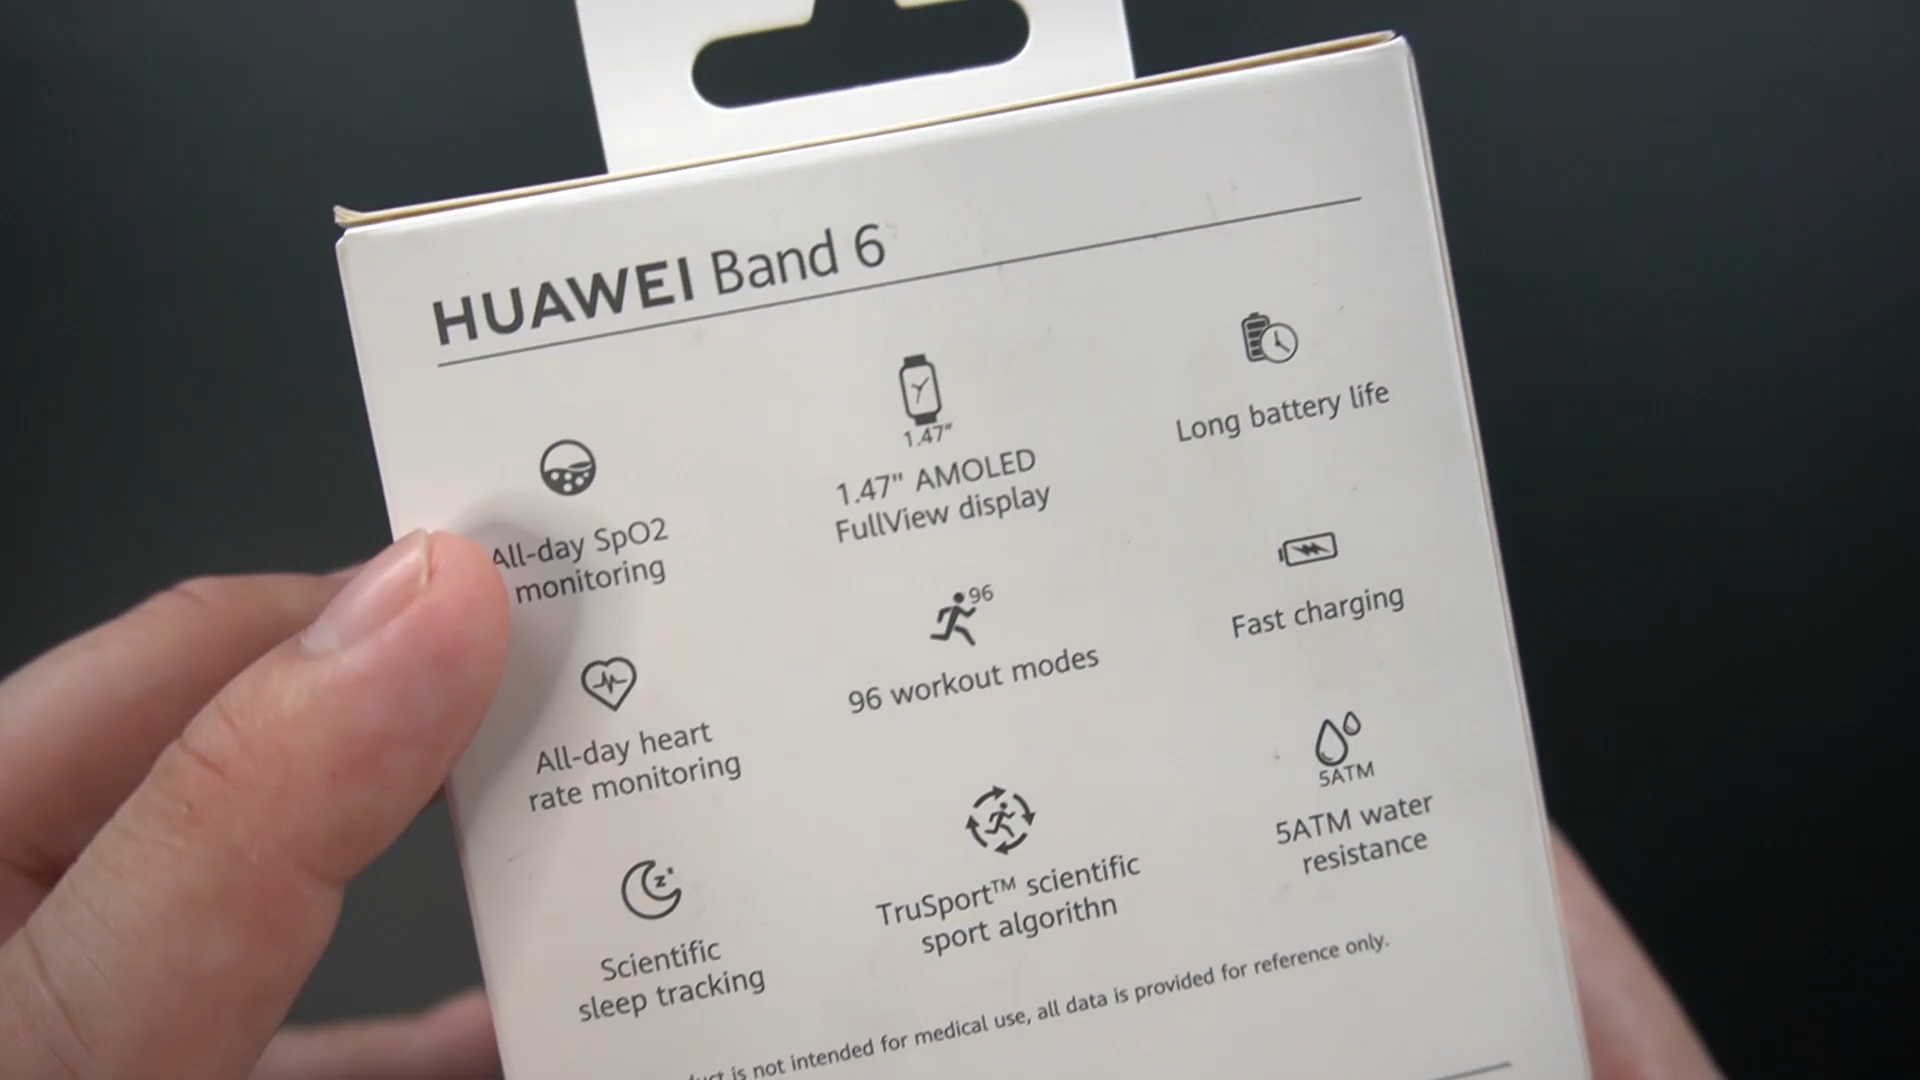 HUAWEI Band 6
All-day SpO2
monitoring
1.47"
1.47" AMOLED
FullView display
Long battery life
All-day heart
rate monitoring
96
96 workout modes
Fast charging
Scientific
sleep tracking
TruSport™ scientific
sport algorithn
5ATM
5ATM water
resistance
is not intended for medical use, all data is provided for reference only.